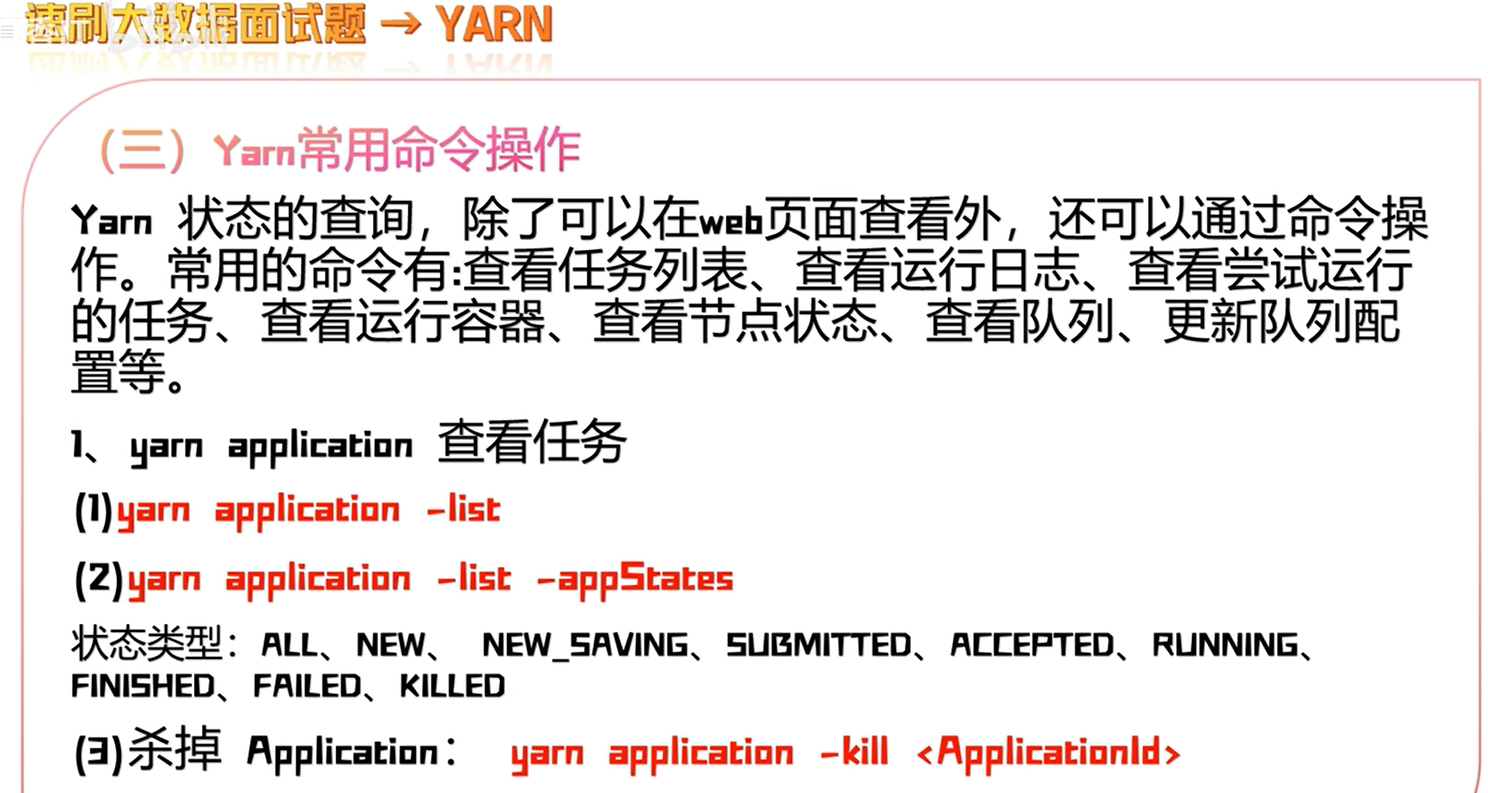 速刷大数据面试题 → YARN
（三）Yarn常用命令操作
Yarn 状态的查询，除了可以在web页面查看外，还可以通过命令操
作。常用的命令有:查看任务列表、查看运行日志、查看尝试运行
的任务、查看运行容器、查看节点状态、查看队列、更新队列配
置等。
1、yarn application 查看任务
(1)yarn application -list
(2)yarn application -list -appStates
状态类型：ALL、NEW、 NEW_SAVING、SUBMITTED、ACCEPTED、RUNNING、
FINISHED、FAILED、KILLED
(3)杀掉 Application： yarn application -kill <ApplicationId>